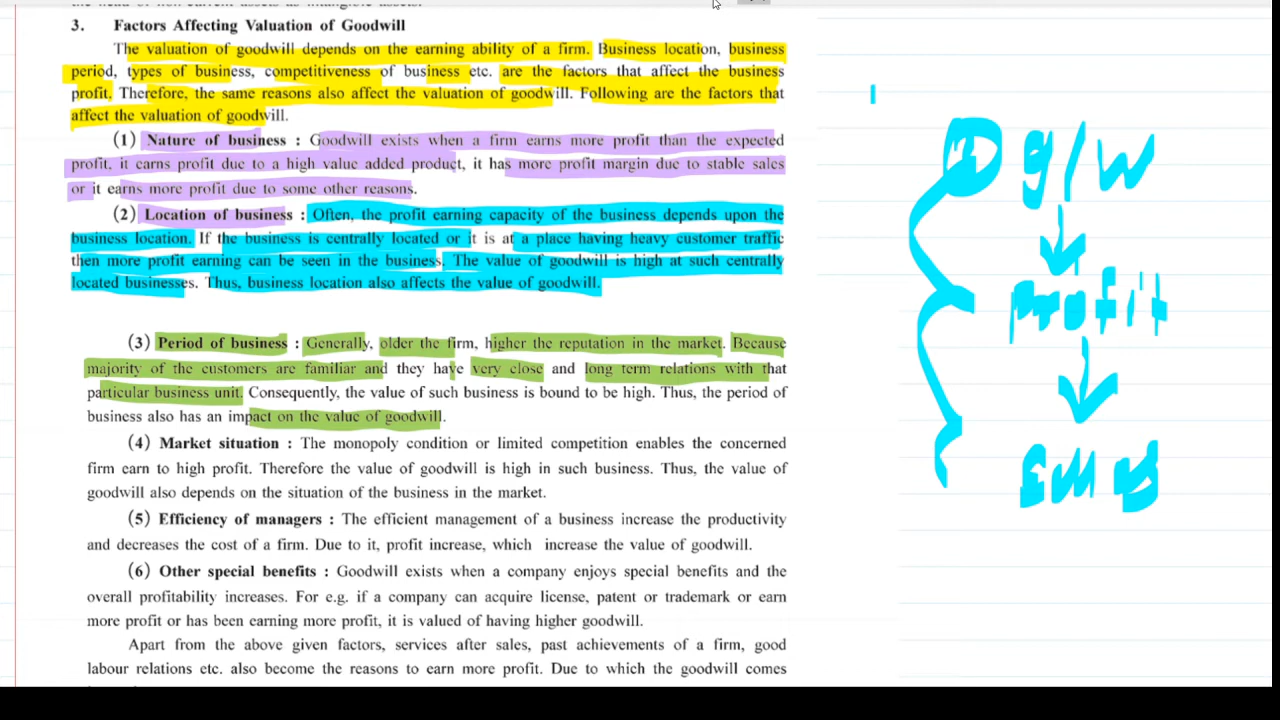 3. Factors Affecting Valuation of Goodwill
The valuation of goodwill depends on the earning ability of a firm. Business location, business
period, types of business, competitiveness of business etc. are the factors that affect the business
profit. Therefore, the same reasons also affect the valuation of goodwill. Following are the factors that
affect the valuation of goodwill.
(1) Nature of business : Goodwill exists when a firm earns more profit than the expected
profit, it earns profit due to a high value added product, it has more profit margin due to stable sales
or it earns more profit due to some other reasons.
(2) Location of business : Often, the profit earning capacity of the business depends upon the
business location. If the business is centrally located or it is at a place having heavy customer traffic
then more profit earning can be seen in the business. The value of goodwill is high at such centrally
located businesses. Thus, business location also affects the value of goodwill.
(3) Period of business : Generally, older the firm, higher the reputation in the market. Because
majority of the customers are familiar and they have very close and long term relations with that
particular business unit. Consequently, the value of such business is bound to be high. Thus, the period of
business also has an impact on the value of goodwill.
(4) Market situation : The monopoly condition or limited competition enables the concerned
firm earn to high profit. Therefore the value of goodwill is high in such business. Thus, the value of
goodwill also depends on the situation of the business in the market.
(5) Efficiency of managers : The efficient management of a business increase the productivity
and decreases the cost of a firm. Due to it, profit increase, which increase the value of goodwill.
(6) Other special benefits : Goodwill exists when a company enjoys special benefits and the
overall profitability increases. For e.g. if a company can acquire license, patent or trademark or earn
more profit or has been earning more profit, it is valued of having higher goodwill.
Apart from the above given factors, services after sales, past achievements of a firm, good
labour relations etc. also become the reasons to earn more profit. Due to which the goodwill comes
g/w
profit